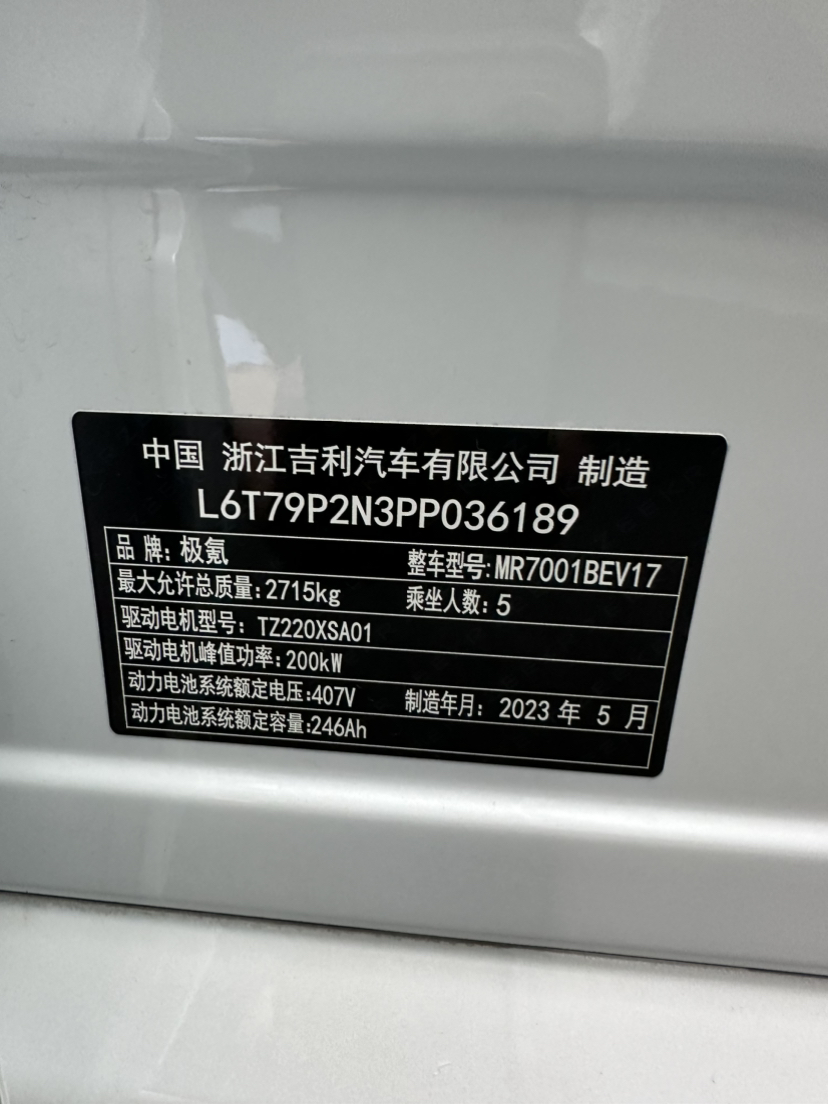 中国 浙江吉利汽车有限公司 制造
L6T79P2N3PP036189
品 牌: 极氪 整车型号: MR7001BEV17
最大允许总质量: 2715kg 乘坐人数: 5
驱动电机型号: TZ220XSA01
驱动电机峰值功率: 200kW
动力电池系统额定电压: 407V 制造年月: 2023 年 5 月
动力电池系统额定容量: 246Ah